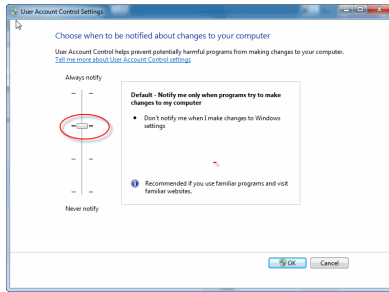 User Account Control Settings
Choose when to be notified about changes to your computer
User Account Control helps prevent potentially harmful programs from making changes to your computer.
Tell me more about User Account Control settings
Always notify
Default - Notify me only when programs try to make
changes to my computer
• Don't notify me when I make changes to Windows
settings
Recommended if you use familiar programs and visit
familiar websites.
Never notify
OK
Cancel